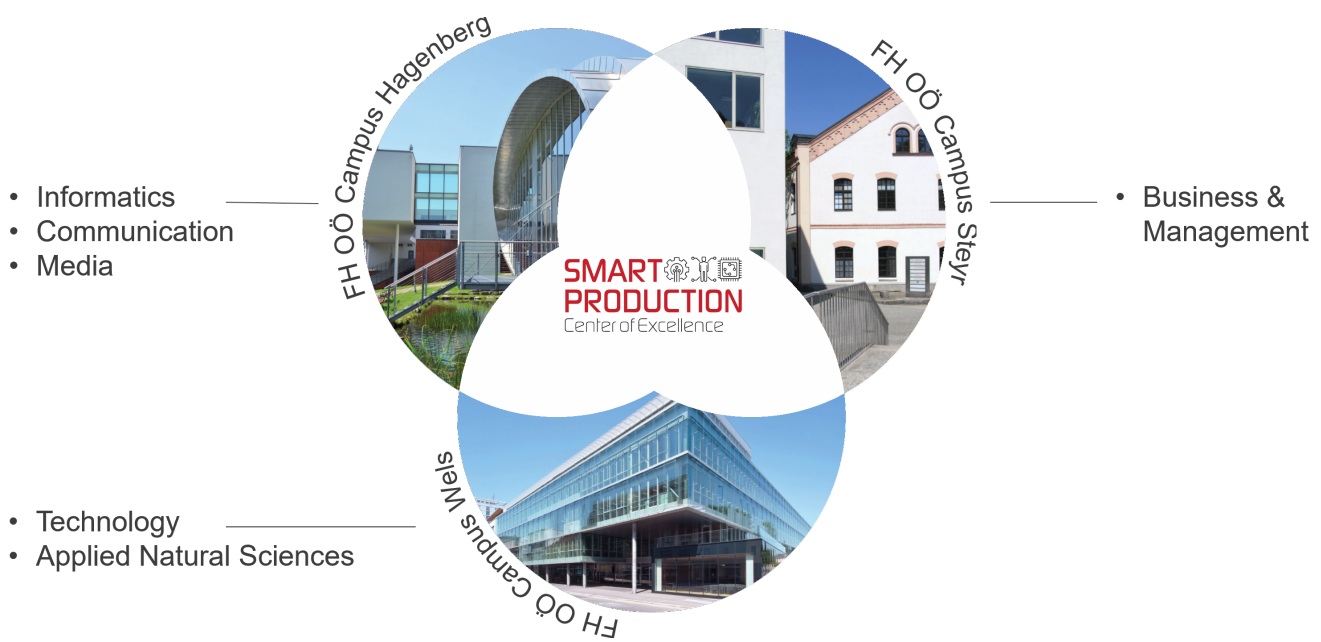 FH OÖ Campus Hagenberg
FH OÖ Campus Steyr
• Informatics
• Communication
• Media
• Business &
Management
SMART
PRODUCTION
Center of Excellence
FH OÖ Campus Wels
• Technology
• Applied Natural Sciences